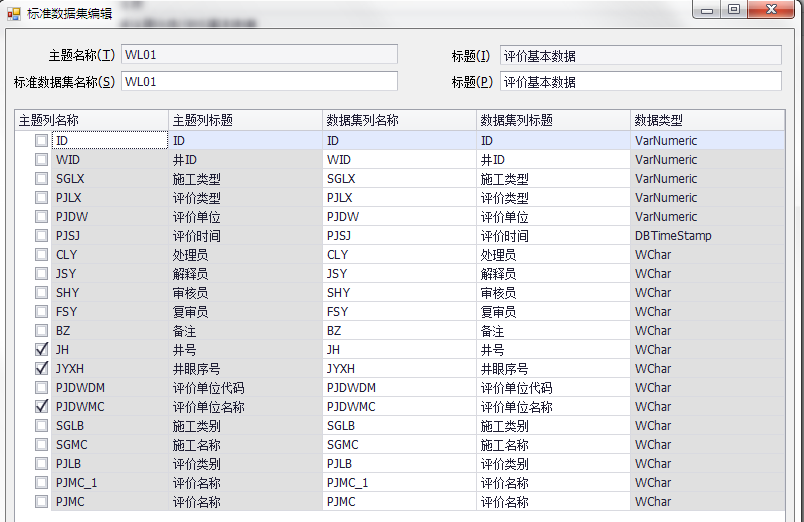 标准数据集编辑
主题名称(T) WL01 标题(I) 评价基本数据
标准数据集名称(S) WL01 标题(P) 评价基本数据
主题列名称 主题列标题 数据集列名称 数据集列标题 数据类型
ID ID ID ID VarNumeric
WID 井ID WID 井ID VarNumeric
SGLX 施工类型 SGLX 施工类型 VarNumeric
PJLX 评价类型 PJLX 评价类型 VarNumeric
PJDW 评价单位 PJDW 评价单位 VarNumeric
PJSJ 评价时间 PJSJ 评价时间 DBTimeStamp
CLY 处理员 CLY 处理员 WChar
JSY 解释员 JSY 解释员 WChar
SHY 审核员 SHY 审核员 WChar
FSY 复审员 FSY 复审员 WChar
BZ 备注 BZ 备注 WChar
JH 井号 JH 井号 WChar
JYXH 井眼序号 JYXH 井眼序号 WChar
PJDWDM 评价单位代码 PJDWDM 评价单位代码 WChar
PJDWMC 评价单位名称 PJDWMC 评价单位名称 WChar
SGLB 施工类别 SGLB 施工类别 WChar
SGMC 施工名称 SGMC 施工名称 WChar
PJLB 评价类别 PJLB 评价类别 WChar
PJMC_1 评价名称 PJMC_1 评价名称 WChar
PJMC 评价名称 PJMC 评价名称 WChar